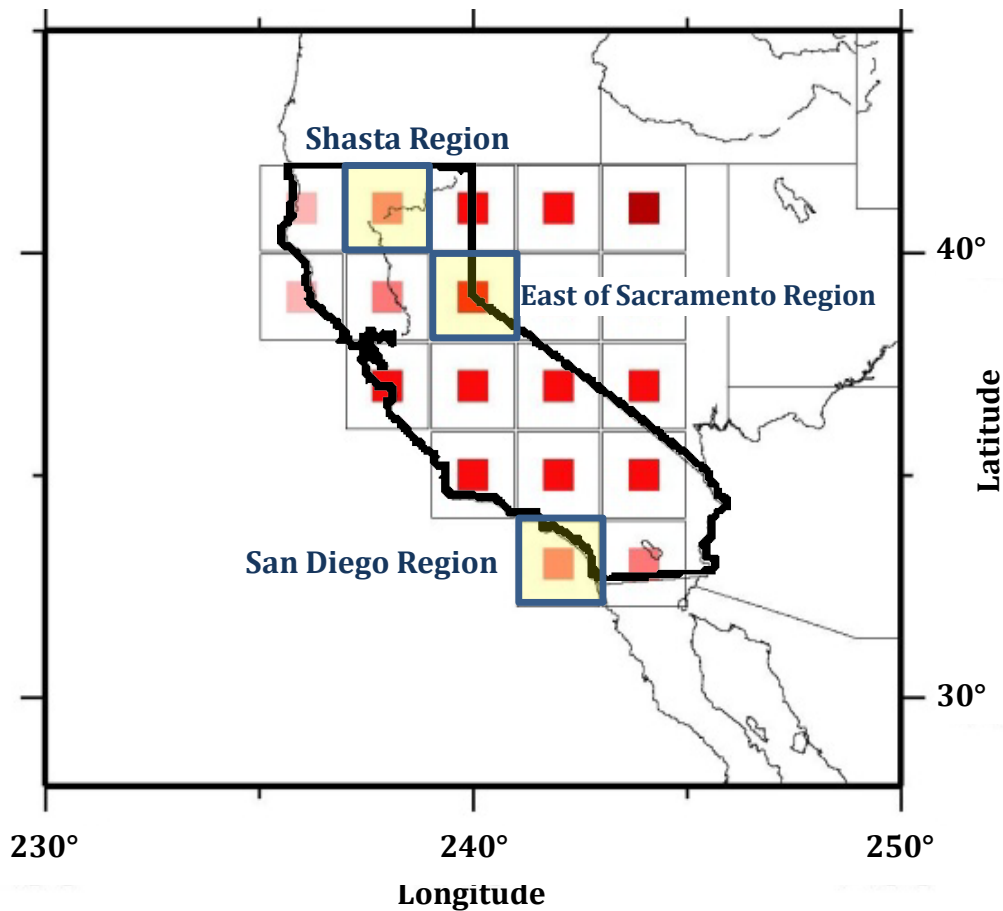 Shasta Region
40°
East of Sacramento Region
Latitude
San Diego Region
30°
230°
240°
250°
Longitude